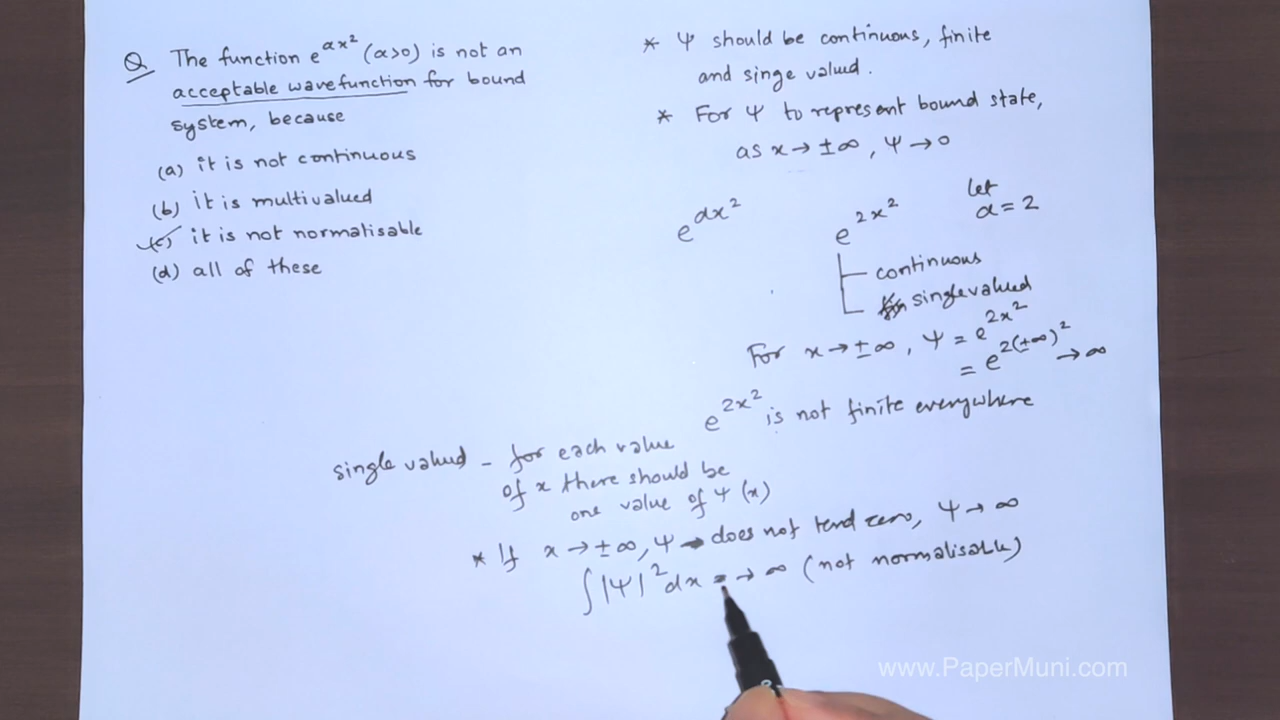 Q The function e^αx² (α>0) is not an
acceptable wavefunction for bound
system, because
(a) it is not continuous
(b) it is multivalued
(c) it is not normatisable
(d) all of these
* Ψ should be continuous, finite
and singe valued.
* For Ψ to represent bound state,
as x → ±∞, Ψ → 0
e^αx²
e^2x²
let
α = 2
continuous
singlevalued
For x → ±∞, Ψ = e^2x²
= e^2(±∞)² → ∞
e^2x² is not finite everywhere
single valued - for each value
of x there should be
one value of Ψ(x)
* If x → ±∞, Ψ does not tend zero, Ψ → ∞
∫|Ψ|²dx → ∞ (not normalisable)
www.PaperMuni.com